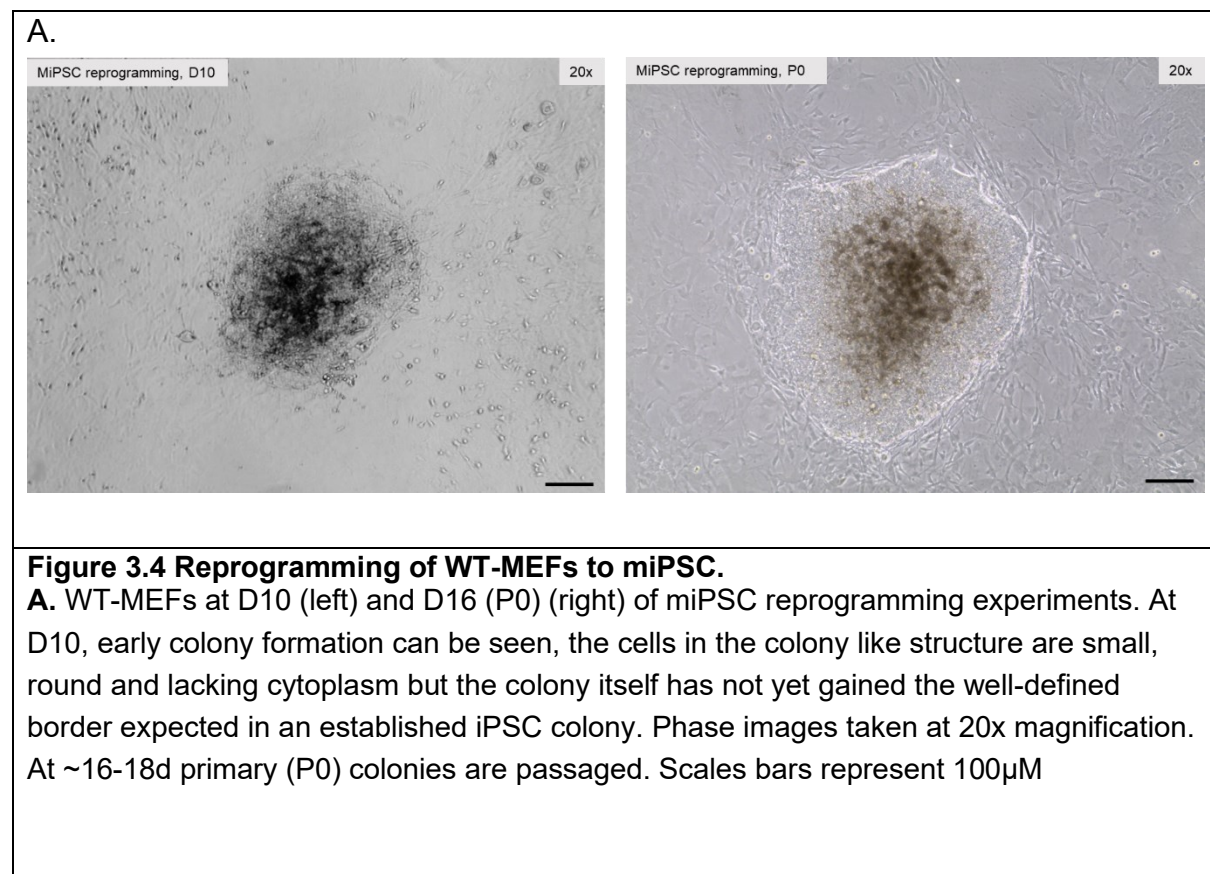 A.
MiPSC reprogramming, D10
20x
MiPSC reprogramming, P0
20x
Figure 3.4 Reprogramming of WT-MEFs to miPSC.
A. WT-MEFs at D10 (left) and D16 (P0) (right) of miPSC reprogramming experiments. At
D10, early colony formation can be seen, the cells in the colony like structure are small,
round and lacking cytoplasm but the colony itself has not yet gained the well-defined
border expected in an established iPSC colony. Phase images taken at 20x magnification.
At ~16-18d primary (P0) colonies are passaged. Scales bars represent 100µM